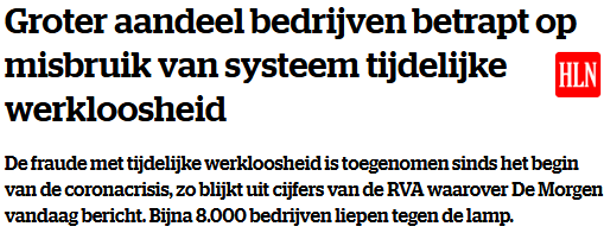 Groter aandeel bedrijven betrapt op
misbruik van systeem tijdelijke
werkloosheid
HLN
De fraude met tijdelijke werkloosheid is toegenomen sinds het begin
van de coronacrisis, zo blijkt uit cijfers van de RVA waarover De Morgen
vandaag bericht. Bijna 8.000 bedrijven liepen tegen de lamp.